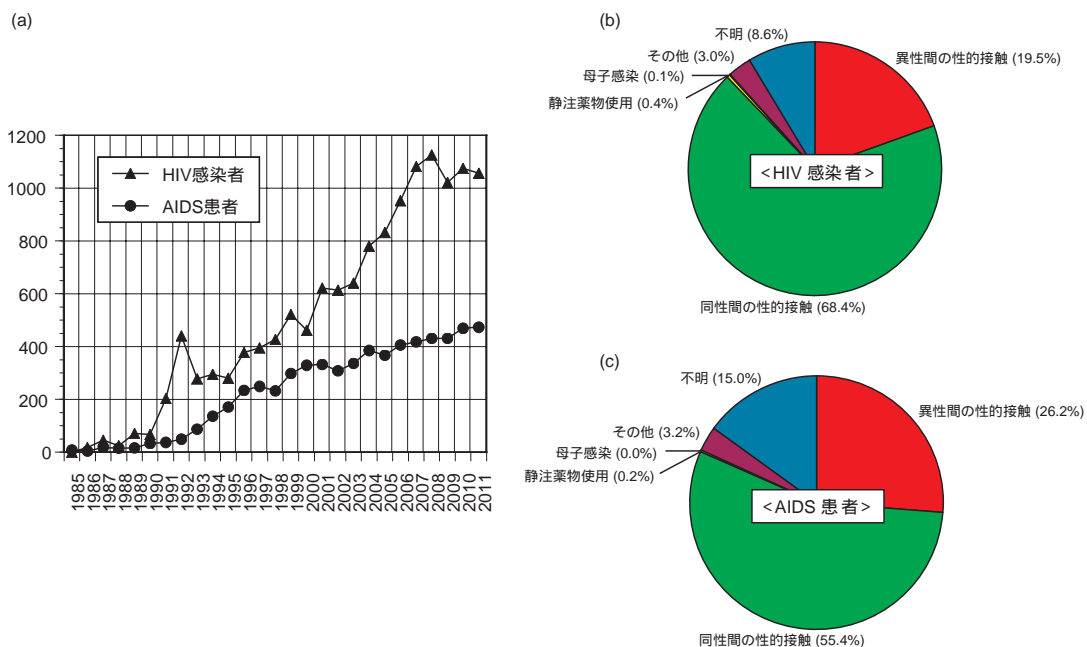 (a)
1200
1000
800
600
400
200
0
HIV感染者
AIDS患者
1985
1986
1987
1988
1989
1990
1991
1992
1993
1994
1995
1996
1997
1998
1999
2000
2001
2002
2003
2004
2005
2006
2007
2008
2009
2010
2011
(b)
不明 (8.6%)
その他 (3.0%)
母子感染 (0.1%)
静注薬物使用 (0.4%)
異性間の性的接触 (19.5%)
<HIV 感染者>
同性間の性的接触 (68.4%)
(c)
不明 (15.0%)
その他 (3.2%)
母子感染 (0.0%)
静注薬物使用 (0.2%)
異性間の性的接触 (26.2%)
<AIDS 患者>
同性間の性的接触 (55.4%)